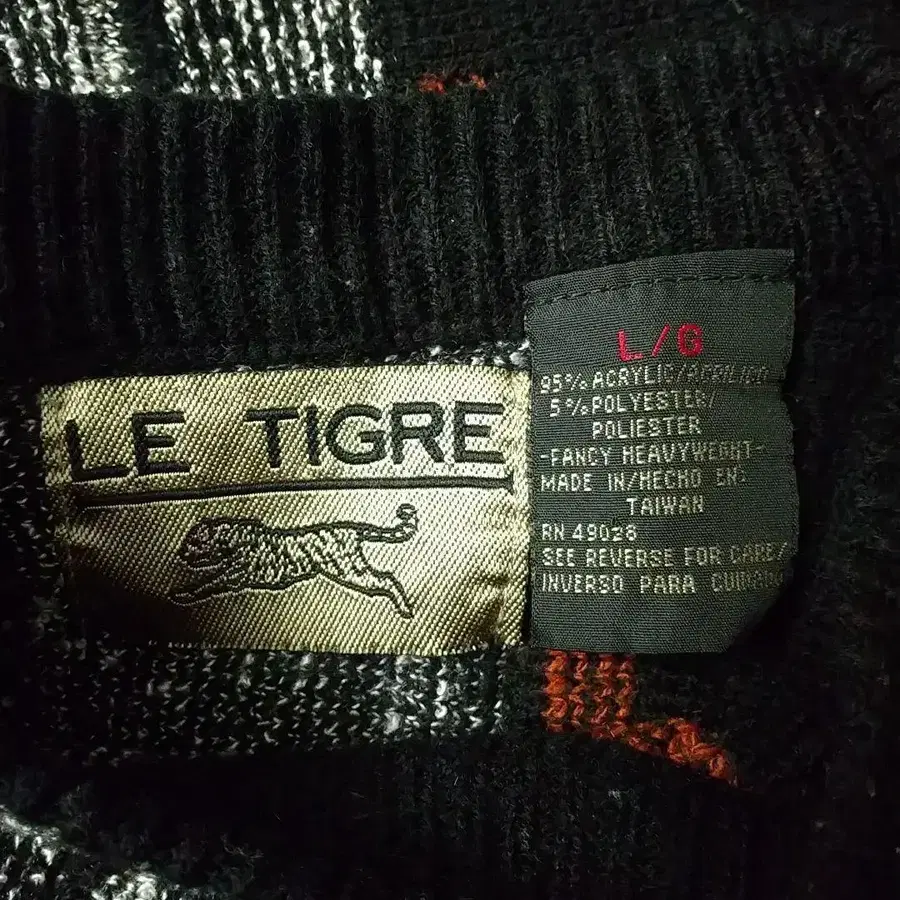 LE TIGRE
L/G
95% ACRYLIC/ACRILICO
5% POLYESTER/
POLIESTER
-FANCY HEAVYWEIGHT-
MADE IN/HECHO EN:
TAIWAN
RN 49028
SEE REVERSE FOR CARE/
INVERSO PARA CUIDADO